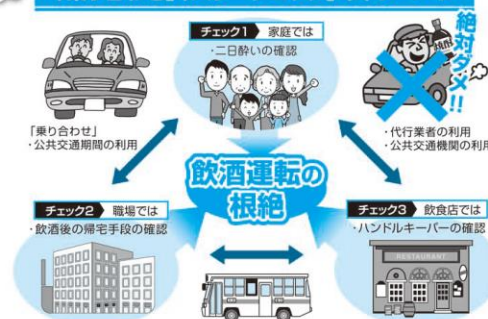 チェック1 家庭では
・二日酔いの確認
絶対ダメ!!
「乗り合わせ」
・公共交通期間の利用
・代行業者の利用
・公共交通機関の利用
飲酒運転の
根絶
チェック2 職場では
・飲酒後の帰宅手段の確認
チェック3 飲食店では
・ハンドルキーパーの確認
RESTAURANT